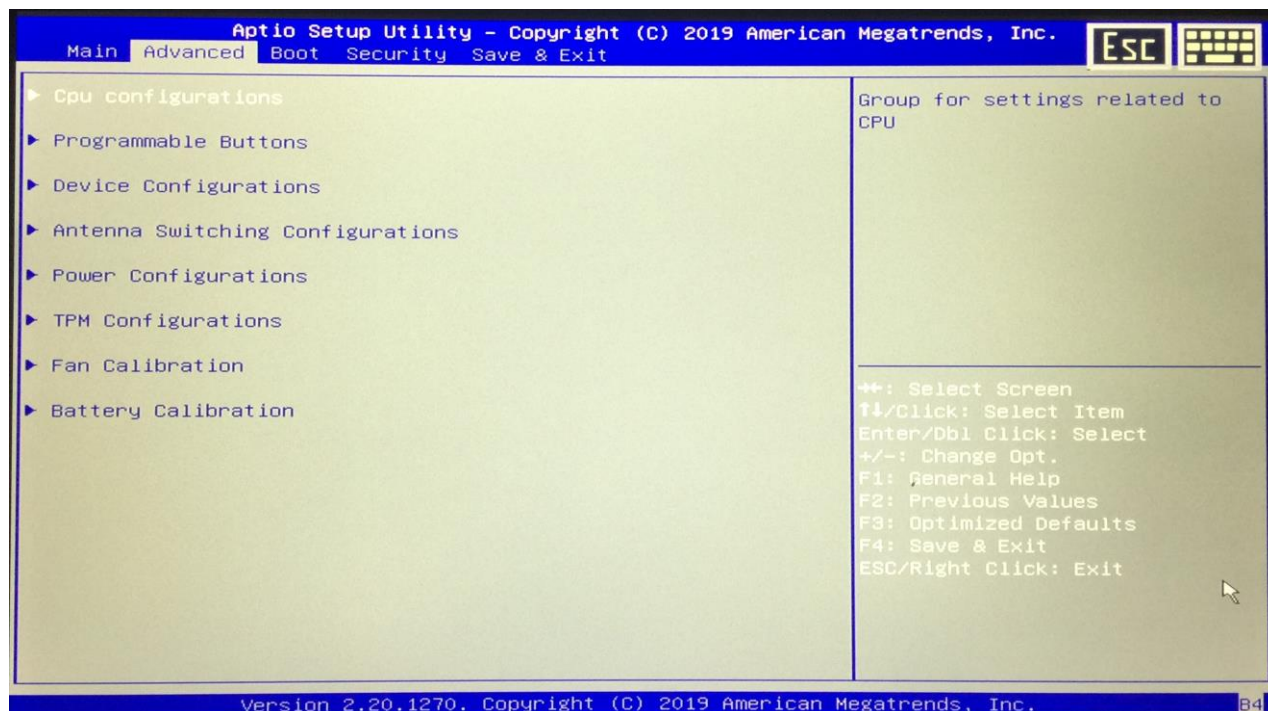 Aptio Setup Utility - Copyright (C) 2019 American Megatrends, Inc.
Main Advanced Boot Security Save & Exit
Esc
► Cpu configurations
► Programmable Buttons
► Device Configurations
► Antenna Switching Configurations
► Power Configurations
► TPM Configurations
► Fan Calibration
► Battery Calibration
Group for settings related to
CPU
→←: Select Screen
↑↓/Click: Select Item
Enter/Dbl Click: Select
+/-: Change Opt.
F1: General Help
F2: Previous Values
F3: Optimized Defaults
F4: Save & Exit
ESC/Right Click: Exit
Version 2.20.1270. Copyright (C) 2019 American Megatrends, Inc.
B4